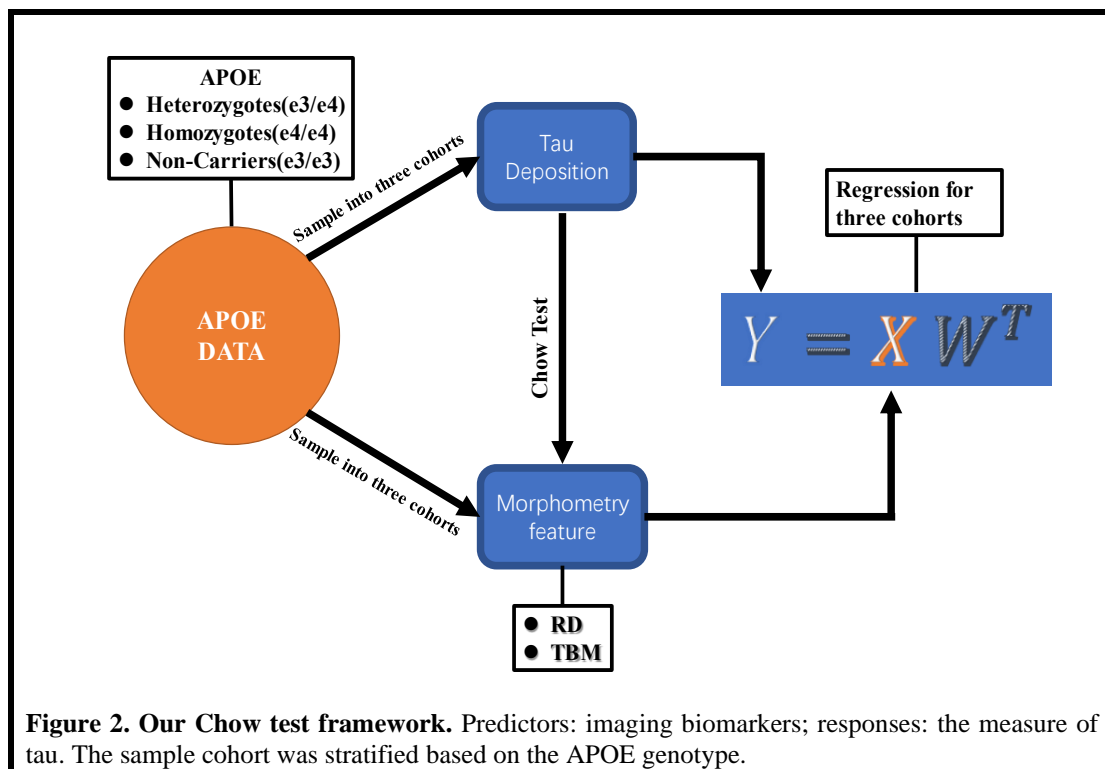 APOE
● Heterozygotes(e3/e4)
● Homozygotes(e4/e4)
● Non-Carriers(e3/e3)
Sample into three cohorts
Tau
Deposition
Regression for
three cohorts
APOE
DATA
Chow Test
Y = X W^T
Sample into three cohorts
Morphometry
feature
● RD
● TBM
Figure 2. Our Chow test framework. Predictors: imaging biomarkers; responses: the measure of
tau. The sample cohort was stratified based on the APOE genotype.